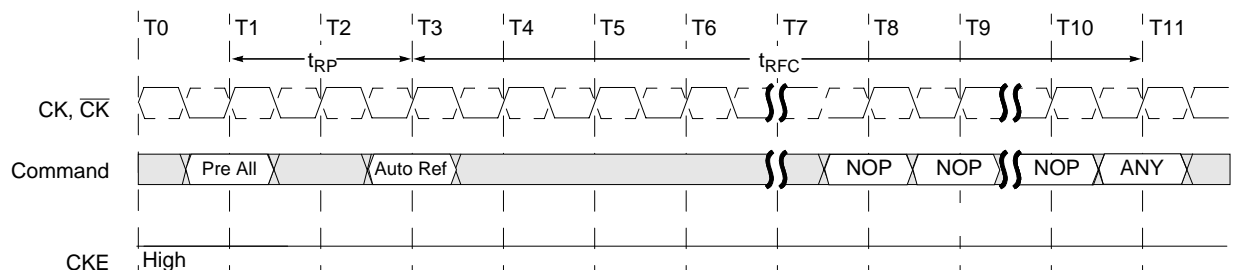 T0 T1 T2 T3 T4 T5 T6 T7 T8 T9 T10 T11
tRP tRFC
CK, C̅K̅
Command Pre All Auto Ref NOP NOP NOP ANY
High
CKE